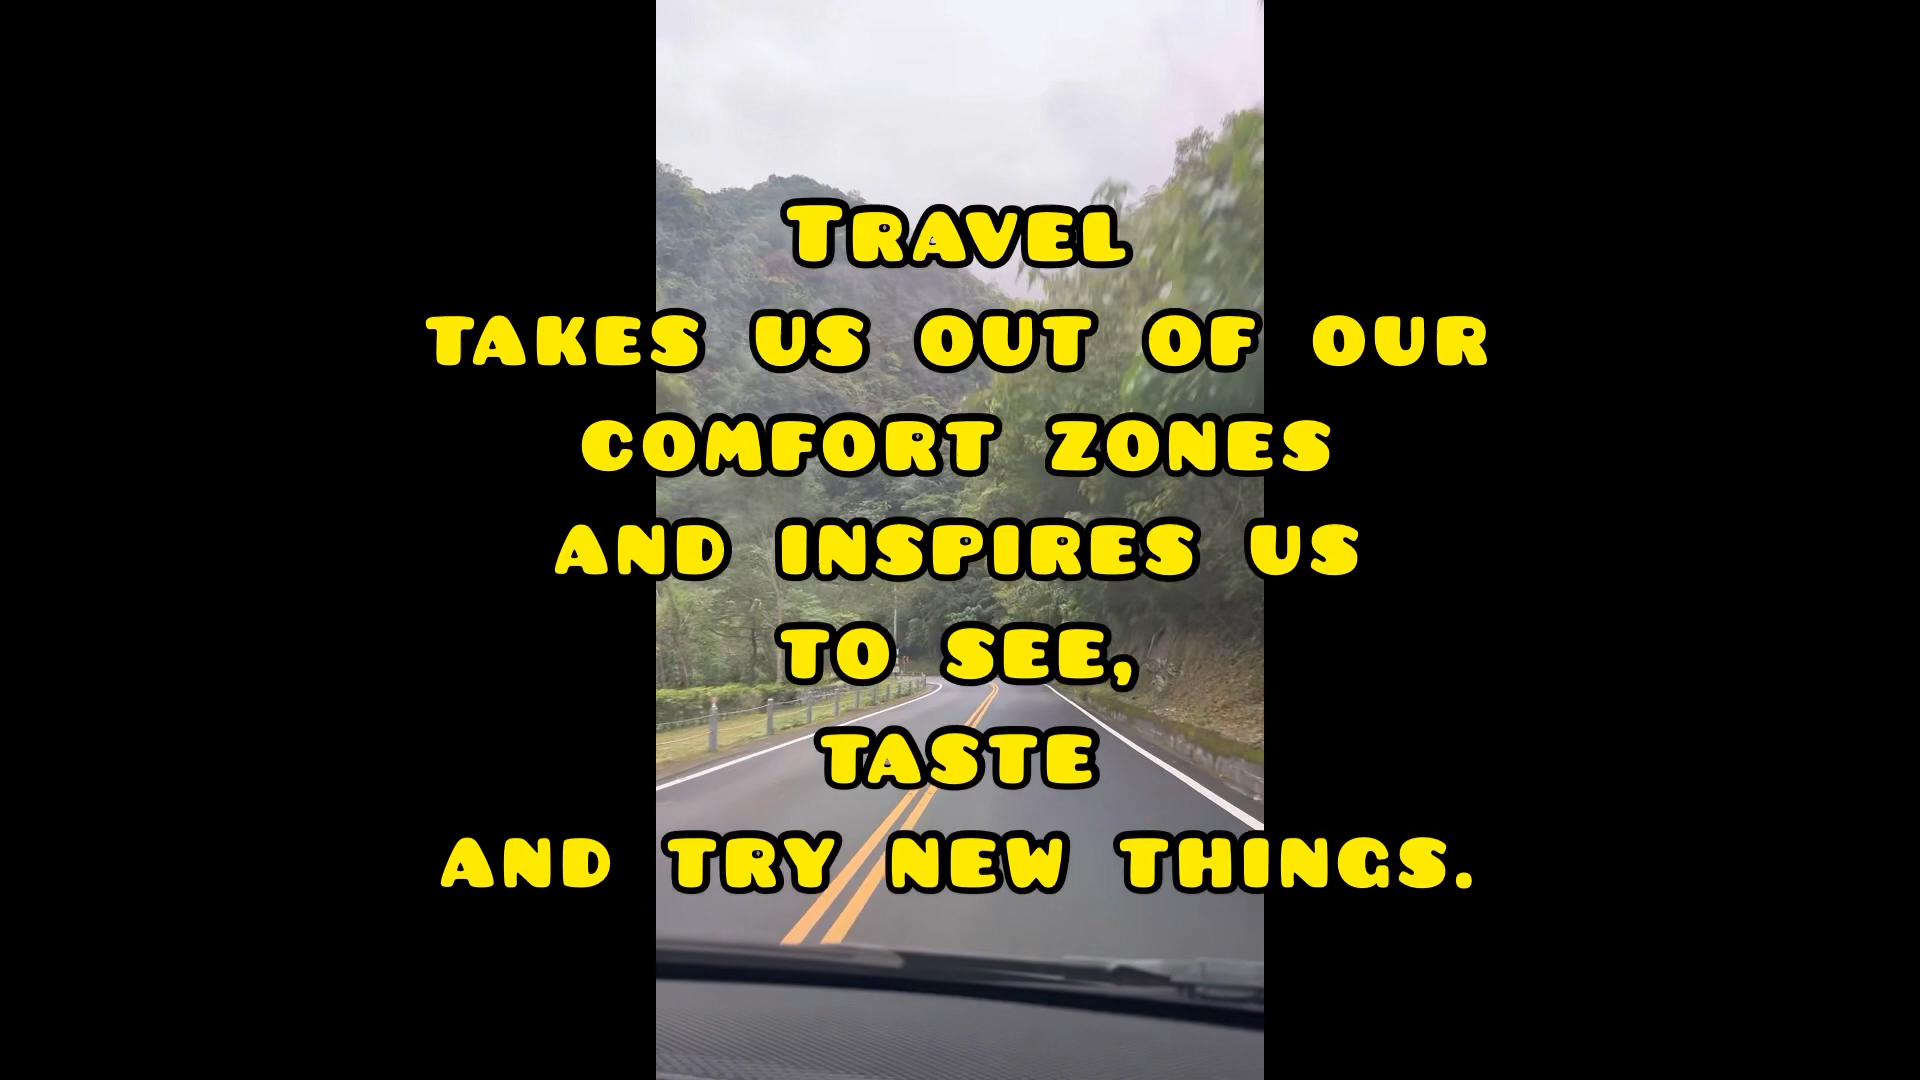 Travel
takes us out of our
comfort zones
and inspires us
to see,
taste
and try new things.